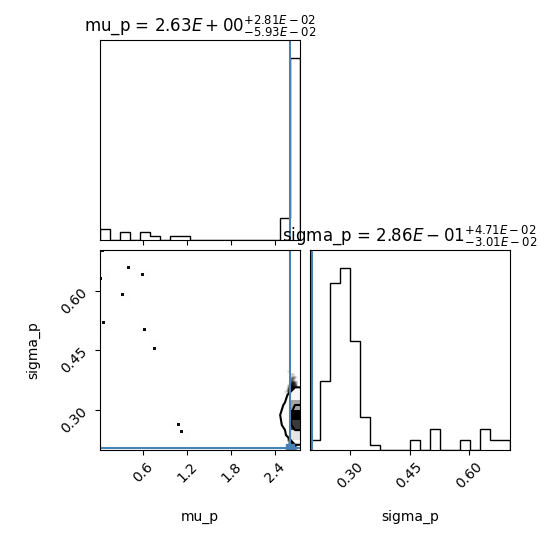 mu_p = 2.63E + 00+2.81E − 02 −5.93E − 02
sigma_p = 2.86E − 01+4.71E − 02 −3.01E − 02
0.60
0.45
0.30
sigma_p
0.6 1.2 1.8 2.4
0.30 0.45 0.60
mu_p
sigma_p